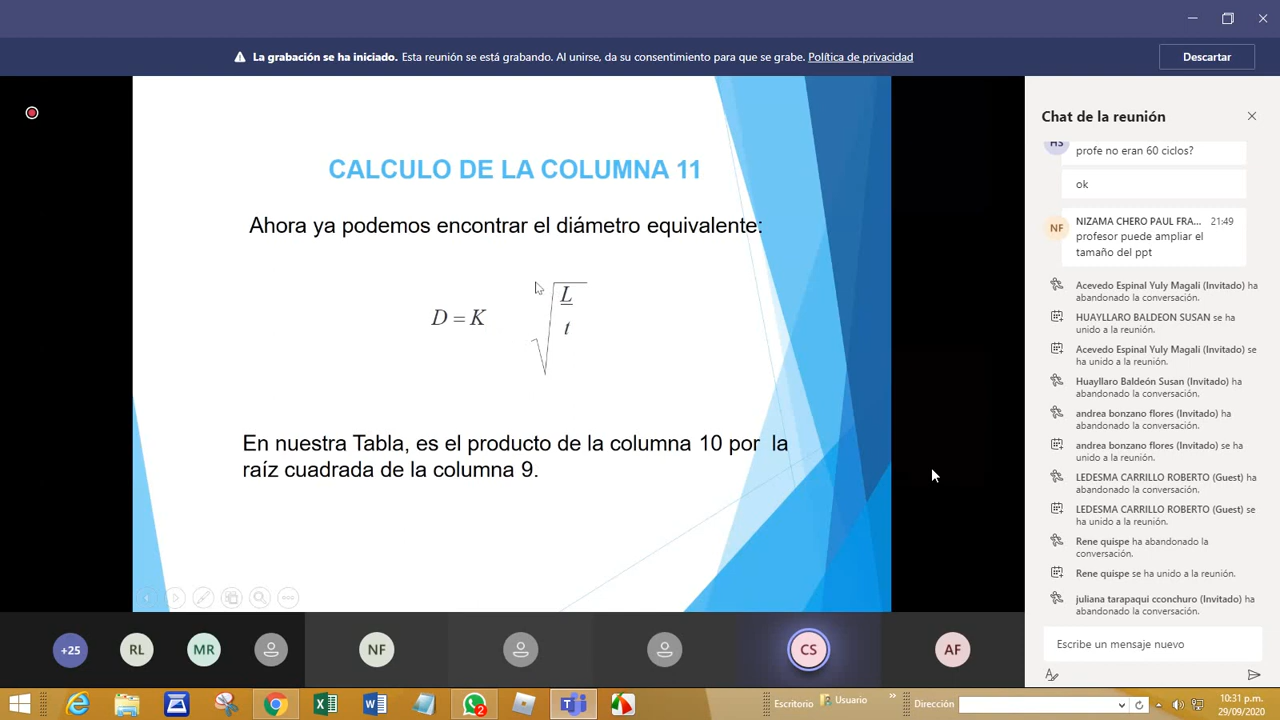 La grabación se ha iniciado. Esta reunión se está grabando. Al unirse, da su consentimiento para que se grabe. Política de privacidad
Descartar
CALCULO DE LA COLUMNA 11
Ahora ya podemos encontrar el diámetro equivalente:
D = K √ L
t
En nuestra Tabla, es el producto de la columna 10 por la
raíz cuadrada de la columna 9.
Chat de la reunión
HS
profe no eran 60 ciclos?
ok
NF
NIZAMA CHERO PAUL FRA... 21:49
profesor puede ampliar el
tamaño del ppt
Acevedo Espinal Yuly Magali (Invitado) ha
abandonado la conversación.
HUAYLLARO BALDEON SUSAN se ha
unido a la reunión.
Acevedo Espinal Yuly Magali (Invitado) se
ha unido a la reunión.
Huayllaro Baldeón Susan (Invitado) ha
abandonado la conversación.
andrea bonzano flores (Invitado) ha
abandonado la conversación.
andrea bonzano flores (Invitado) se ha
unido a la reunión.
LEDESMA CARRILLO ROBERTO (Guest) ha
abandonado la conversación.
LEDESMA CARRILLO ROBERTO (Guest) se
ha unido a la reunión.
Rene quispe ha abandonado la
conversación.
Rene quispe se ha unido a la reunión.
juliana tarapaqui cconchuro (Invitado) ha
abandonado la conversación.
Escribe un mensaje nuevo
+25
RL
MR
NF
CS
AF
2
Escritorio
Usuario
Dirección
10:31 p.m.
29/09/2020